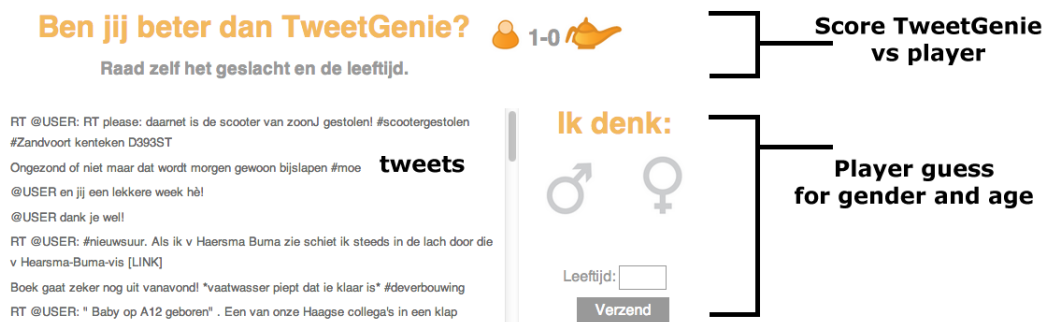 Ben jij beter dan TweetGenie?
1-0
Raad zelf het geslacht en de leeftijd.
Score TweetGenie
vs player
RT @USER: RT please: daarnet is de scooter van zoonJ gestolen! #scootergestolen
#Zandvoort kenteken D393ST
Ongezond of niet maar dat wordt morgen gewoon bijslapen #moe
tweets
@USER en jij een lekkere week hè!
@USER dank je wel!
RT @USER: #nieuwsuur. Als ik v Haersma Buma zie schiet ik steeds in de lach door die
v Hearsma-Buma-vis [LINK]
Boek gaat zeker nog uit vanavond! *vaatwasser piept dat ie klaar is* #deverbouwing
RT @USER: " Baby op A12 geboren" . Een van onze Haagse collega's in een klap
Ik denk:
Leeftijd:
Verzend
Player guess
for gender and age